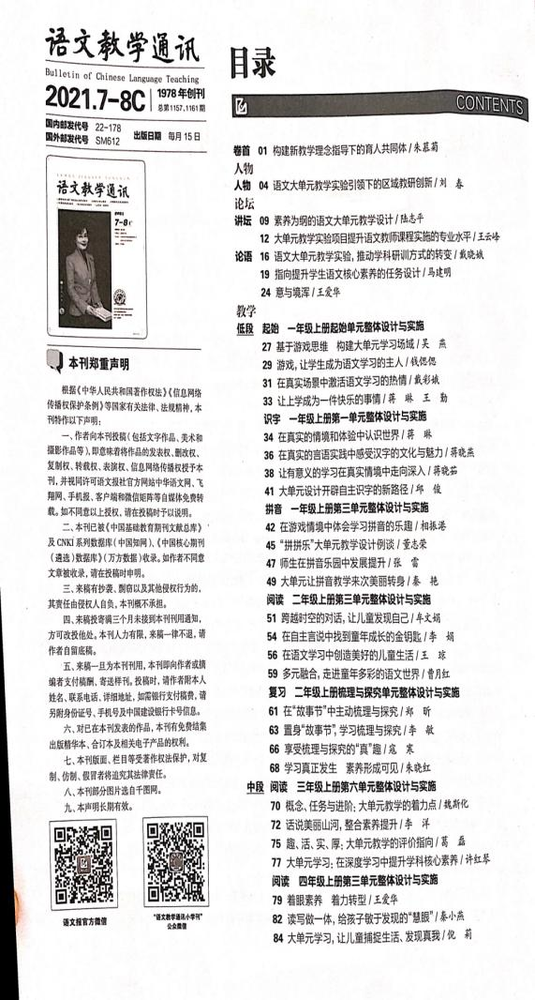 语文教学通讯
Bulletin of Chinese Language Teaching
2021.7-8C
1978年创刊
总第1157,1161期
国内邮发代号 22-178
国外邮发代号 SM612
出版日期 每月15日
语文教学通讯
7-8
本刊郑重声明
根据《中华人民共和国著作权法》《信息网络
传播权保护条例》等国家有关法律、法规精神,本
刊特作以下声明:
一、作者向本刊投稿(包括文字作品、美术和
摄影作品等),即意味着将作品的发表权、删改权、
复制权、转载权、表演权、信息网络传播权授予本
刊,并视同许可语文报社官方网站中华语文网、飞
翔网、手机报、客户端和微信矩阵等自媒体免费转
载。如不同意以上授权,请在投稿时予以说明。
二、本刊已被《中国基础教育期刊文献总库》
及CNKI系列数据库(中国知网)、《中国核心期刊
(遴选)数据库》(万方数据)收录。如作者不同意
文章被收录,请在投稿时申明。
三、来稿有抄袭、剽窃以及其他侵权行为的,
其责任由侵权人自负,本刊概不承担。
四、来稿投寄满三个月未接到本刊刊用通知,
方可改投他处。本刊人力有限,来稿一律不退,请
作者自留底稿。
五、来稿一旦为本刊刊用,本刊即向作者或摘
编者支付稿酬、寄送样刊。投稿时,请作者附本人
姓名、联系电话、详细地址,如需银行支付稿费,请
另附身份证号、手机号及中国建设银行卡号信息。
六、对已在本刊发表的作品,本刊有免费结集
出版精华本、合订本及相关电子产品的权利。
七、本刊版面、栏目等受著作权法保护,对复
制、仿制、假冒者将追究其法律责任。
八、本刊部分图片选自千图网。
九、本声明长期有效。
语文报官方微信
“语文教学通讯小学刊”
公众微信
目录
CONTENTS
卷首 01 构建新教学理念指导下的育人共同体/朱慕菊
人物
人物 04 语文大单元教学实验引领下的区域教研创新/刘 春
论坛
讲坛 09 素养为纲的语文大单元教学设计/陆志平
12 大单元教学实验项目提升语文教师课程实施的专业水平/王云峰
论语 16 语文大单元教学实验,推动学科研训方式的转变/戴晓娥
19 指向提升学生语文核心素养的任务设计/马建明
24 意与境浑/王爱华
教学
低段 起始 一年级上册起始单元整体设计与实施
27 基于游戏思维 构建大单元学习场域/吴 燕
29 游戏,让学生成为语文学习的主人/钱偲偲
31 在真实场景中激活语文学习的热情/戴彩娥
33 让上学成为一件快乐的事情/蒋 琳 王 勤
识字 一年级上册第一单元整体设计与实施
34 在真实的情境和体验中认识世界/蒋 琳
36 在真实的言语实践中感受汉字的文化与魅力/蒋晓燕
38 让有意义的学习在真实情境中走向深入/蒋晓茹
41 大单元设计开辟自主识字的新路径/邱 俊
拼音 一年级上册第三单元整体设计与实施
42 在游戏情境中体会学习拼音的乐趣/相振港
45 “拼拼乐”大单元教学设计例谈/董志荣
47 师生在拼音乐园中发展提升/张 雷
49 大单元让拼音教学来次美丽转身/秦 艳
阅读 二年级上册第三单元整体设计与实施
51 跨越时空的对话,让儿童发现自己/牟文娟
54 在自主言说中找到童年成长的金钥匙/李 娟
56 在语文学习中创造美好的儿童生活/王 琼
59 多元融合,走进童年多彩的语文世界/曹月红
复习 二年级上册梳理与探究单元整体设计与实施
61 在“故事节”中主动梳理与探究/郑 昕
63 置身“故事节”,学习梳理与探究/李 敏
66 享受梳理与探究的“真”趣/寇 寒
68 学习真正发生 素养形成可见/朱晓红
中段 阅读 三年级上册第六单元整体设计与实施
70 概念、任务与进阶:大单元教学的着力点/魏斯化
72 话说美丽山河,整合素养提升/李 洋
75 趣、活、实、厚:大单元教学的评价指向/葛 磊
77 大单元学习:在深度学习中提升学科核心素养/许红琴
阅读 四年级上册第三单元整体设计与实施
79 着眼素养 着力转型/王爱华
82 读写做一体,给孩子敏于发现的“慧眼”/秦小燕
84 大单元学习,让儿童捕捉生活、发现真我/倪 莉